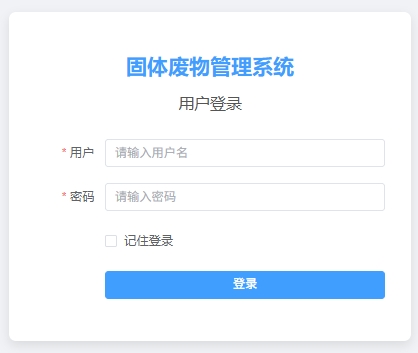 固体废物管理系统
用户登录
* 用户 请输入用户名
* 密码 请输入密码
记住登录
登录